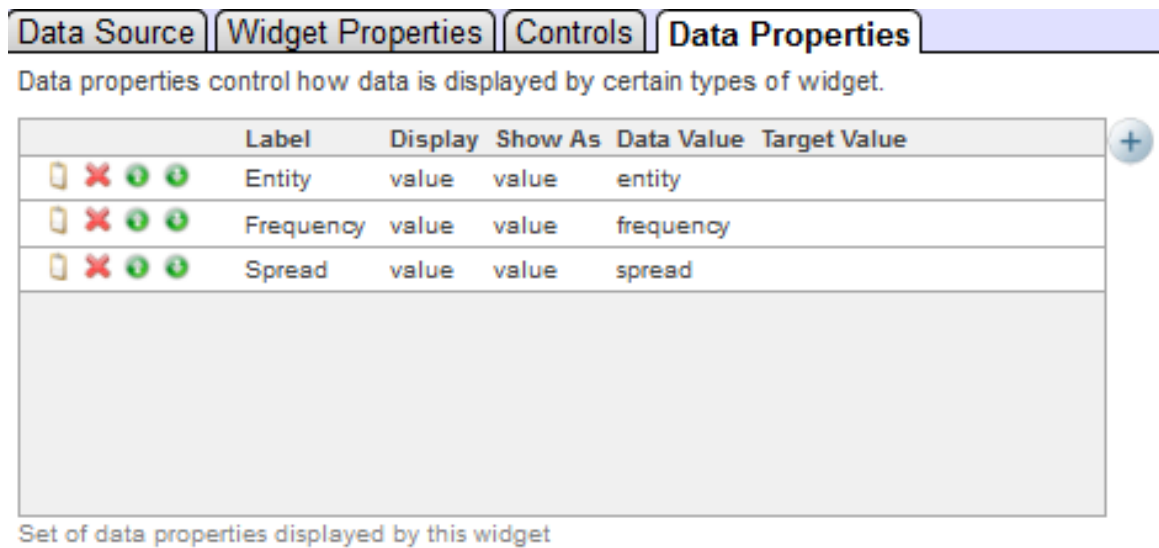 Data Source Widget Properties Controls Data Properties
Data properties control how data is displayed by certain types of widget.
Label Display Show As Data Value Target Value
Entity value value entity
Frequency value value frequency
Spread value value spread
Set of data properties displayed by this widget